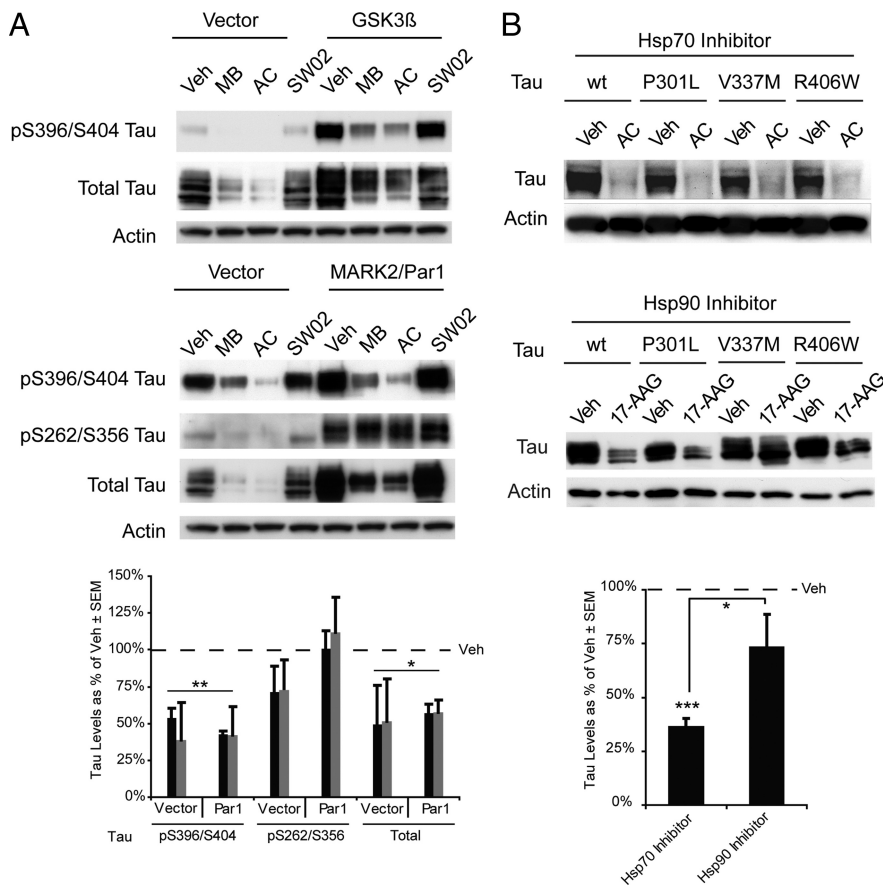 A
Vector GSK3ß
Veh MB AC SW02 Veh MB AC SW02
pS396/S404 Tau
Total Tau
Actin
Vector MARK2/Par1
Veh MB AC SW02 Veh MB AC SW02
pS396/S404 Tau
pS262/S356 Tau
Total Tau
Actin
Tau Levels as % of Veh ± SEM
150%
125%
100%
75%
50%
25%
0%
Veh
** *
Vector Par1 Vector Par1 Vector Par1
Tau pS396/S404 pS262/S356 Total
B
Hsp70 Inhibitor
Tau wt P301L V337M R406W
Veh AC Veh AC Veh AC Veh AC
Tau
Actin
Hsp90 Inhibitor
Tau wt P301L V337M R406W
Veh 17-AAG Veh 17-AAG Veh 17-AAG Veh 17-AAG
Tau
Actin
Tau Levels as % of Veh ± SEM
100%
75%
50%
25%
0%
Veh
*
***
Hsp70 Inhibitor Hsp90 Inhibitor